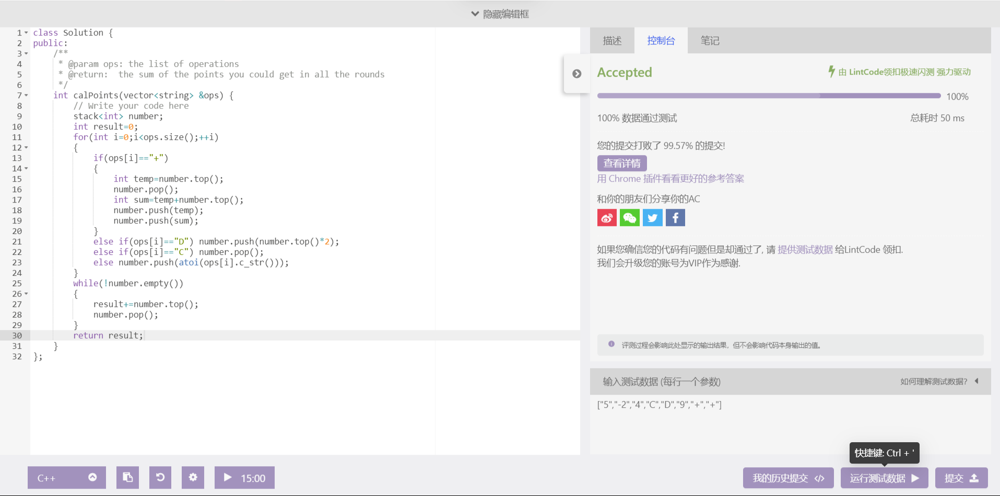 隐藏编辑框
1 class Solution {
2 public:
3 /**
4 * @param ops: the list of operations
5 * @return:  the sum of the points you could get in all the rounds
6 */
7 int calPoints(vector<string> &ops) {
8 // Write your code here
9 stack<int> number;
10 int result=0;
11 for(int i=0;i<ops.size();++i)
12 {
13 if(ops[i]=="+")
14 {
15 int temp=number.top();
16 number.pop();
17 int sum=temp+number.top();
18 number.push(temp);
19 number.push(sum);
20 }
21 else if(ops[i]=="D") number.push(number.top()*2);
22 else if(ops[i]=="C") number.pop();
23 else number.push(atoi(ops[i].c_str()));
24 }
25 while(!number.empty())
26 {
27 result+=number.top();
28 number.pop();
29 }
30 return result;
31 }
32 };
C++
15:00
描述 控制台 笔记
Accepted
由 LintCode领扣极速闪测 强力驱动
100%
100% 数据通过测试
总耗时 50 ms
您的提交打败了 99.57% 的提交!
查看详情
用 Chrome 插件看看更好的参考答案
和你的朋友们分享你的AC
如果您确信您的代码有问题但是却通过了, 请 提供测试数据 给LintCode 领扣.
我们会升级您的账号为VIP作为感谢.
评测过程会影响此处显示的输出结果，但不会影响代码本身输出的值。
输入测试数据 (每行一个参数)
如何理解测试数据?
["5","-2","4","C","D","9","+","+"]
快捷键: Ctrl + '
我的历史提交
运行测试数据
提交